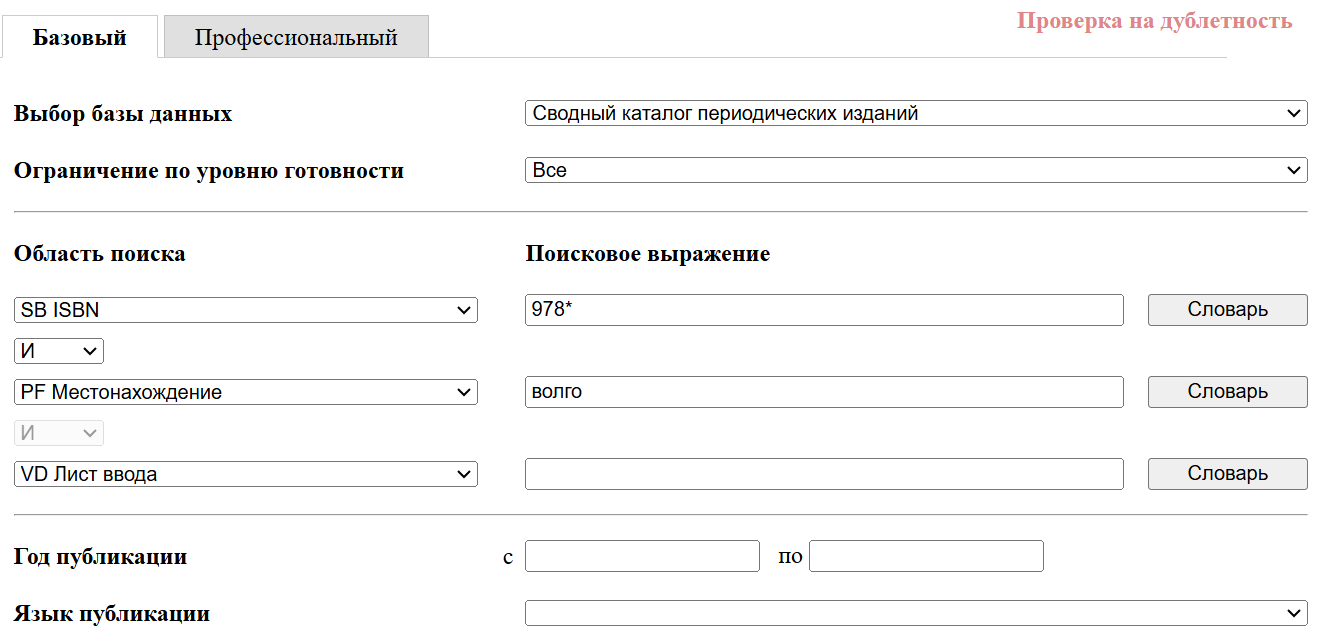 Базовый
Профессиональный
Проверка на дублетность
Выбор базы данных
Сводный каталог периодических изданий
Ограничение по уровню готовности
Все
Область поиска
Поисковое выражение
SB ISBN
978*
Словарь
И
PF Местонахождение
волго
Словарь
И
VD Лист ввода
Словарь
Год публикации
с
по
Язык публикации